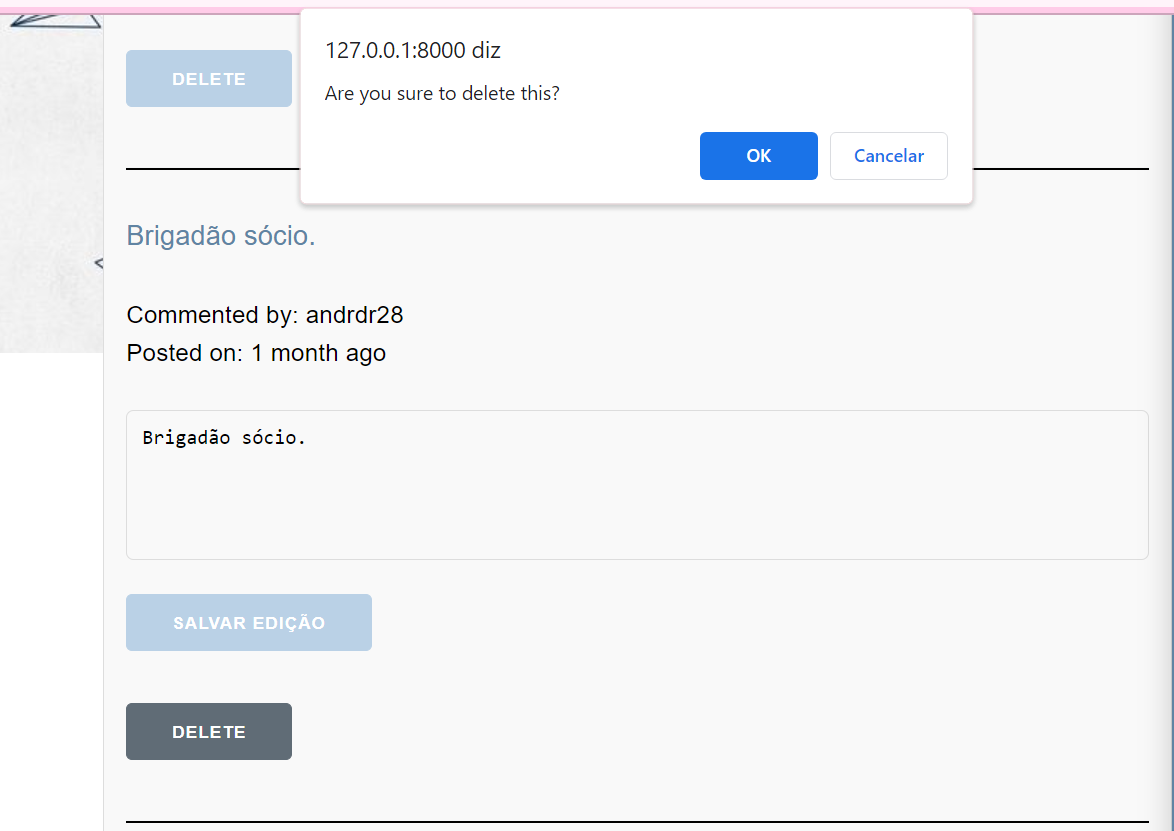 127.0.0.1:8000 diz
Are you sure to delete this?
OK
Cancelar
DELETE
Brigadão sócio.
Commented by: andrdr28
Posted on: 1 month ago
Brigadão sócio.
SALVAR EDIÇÃO
DELETE